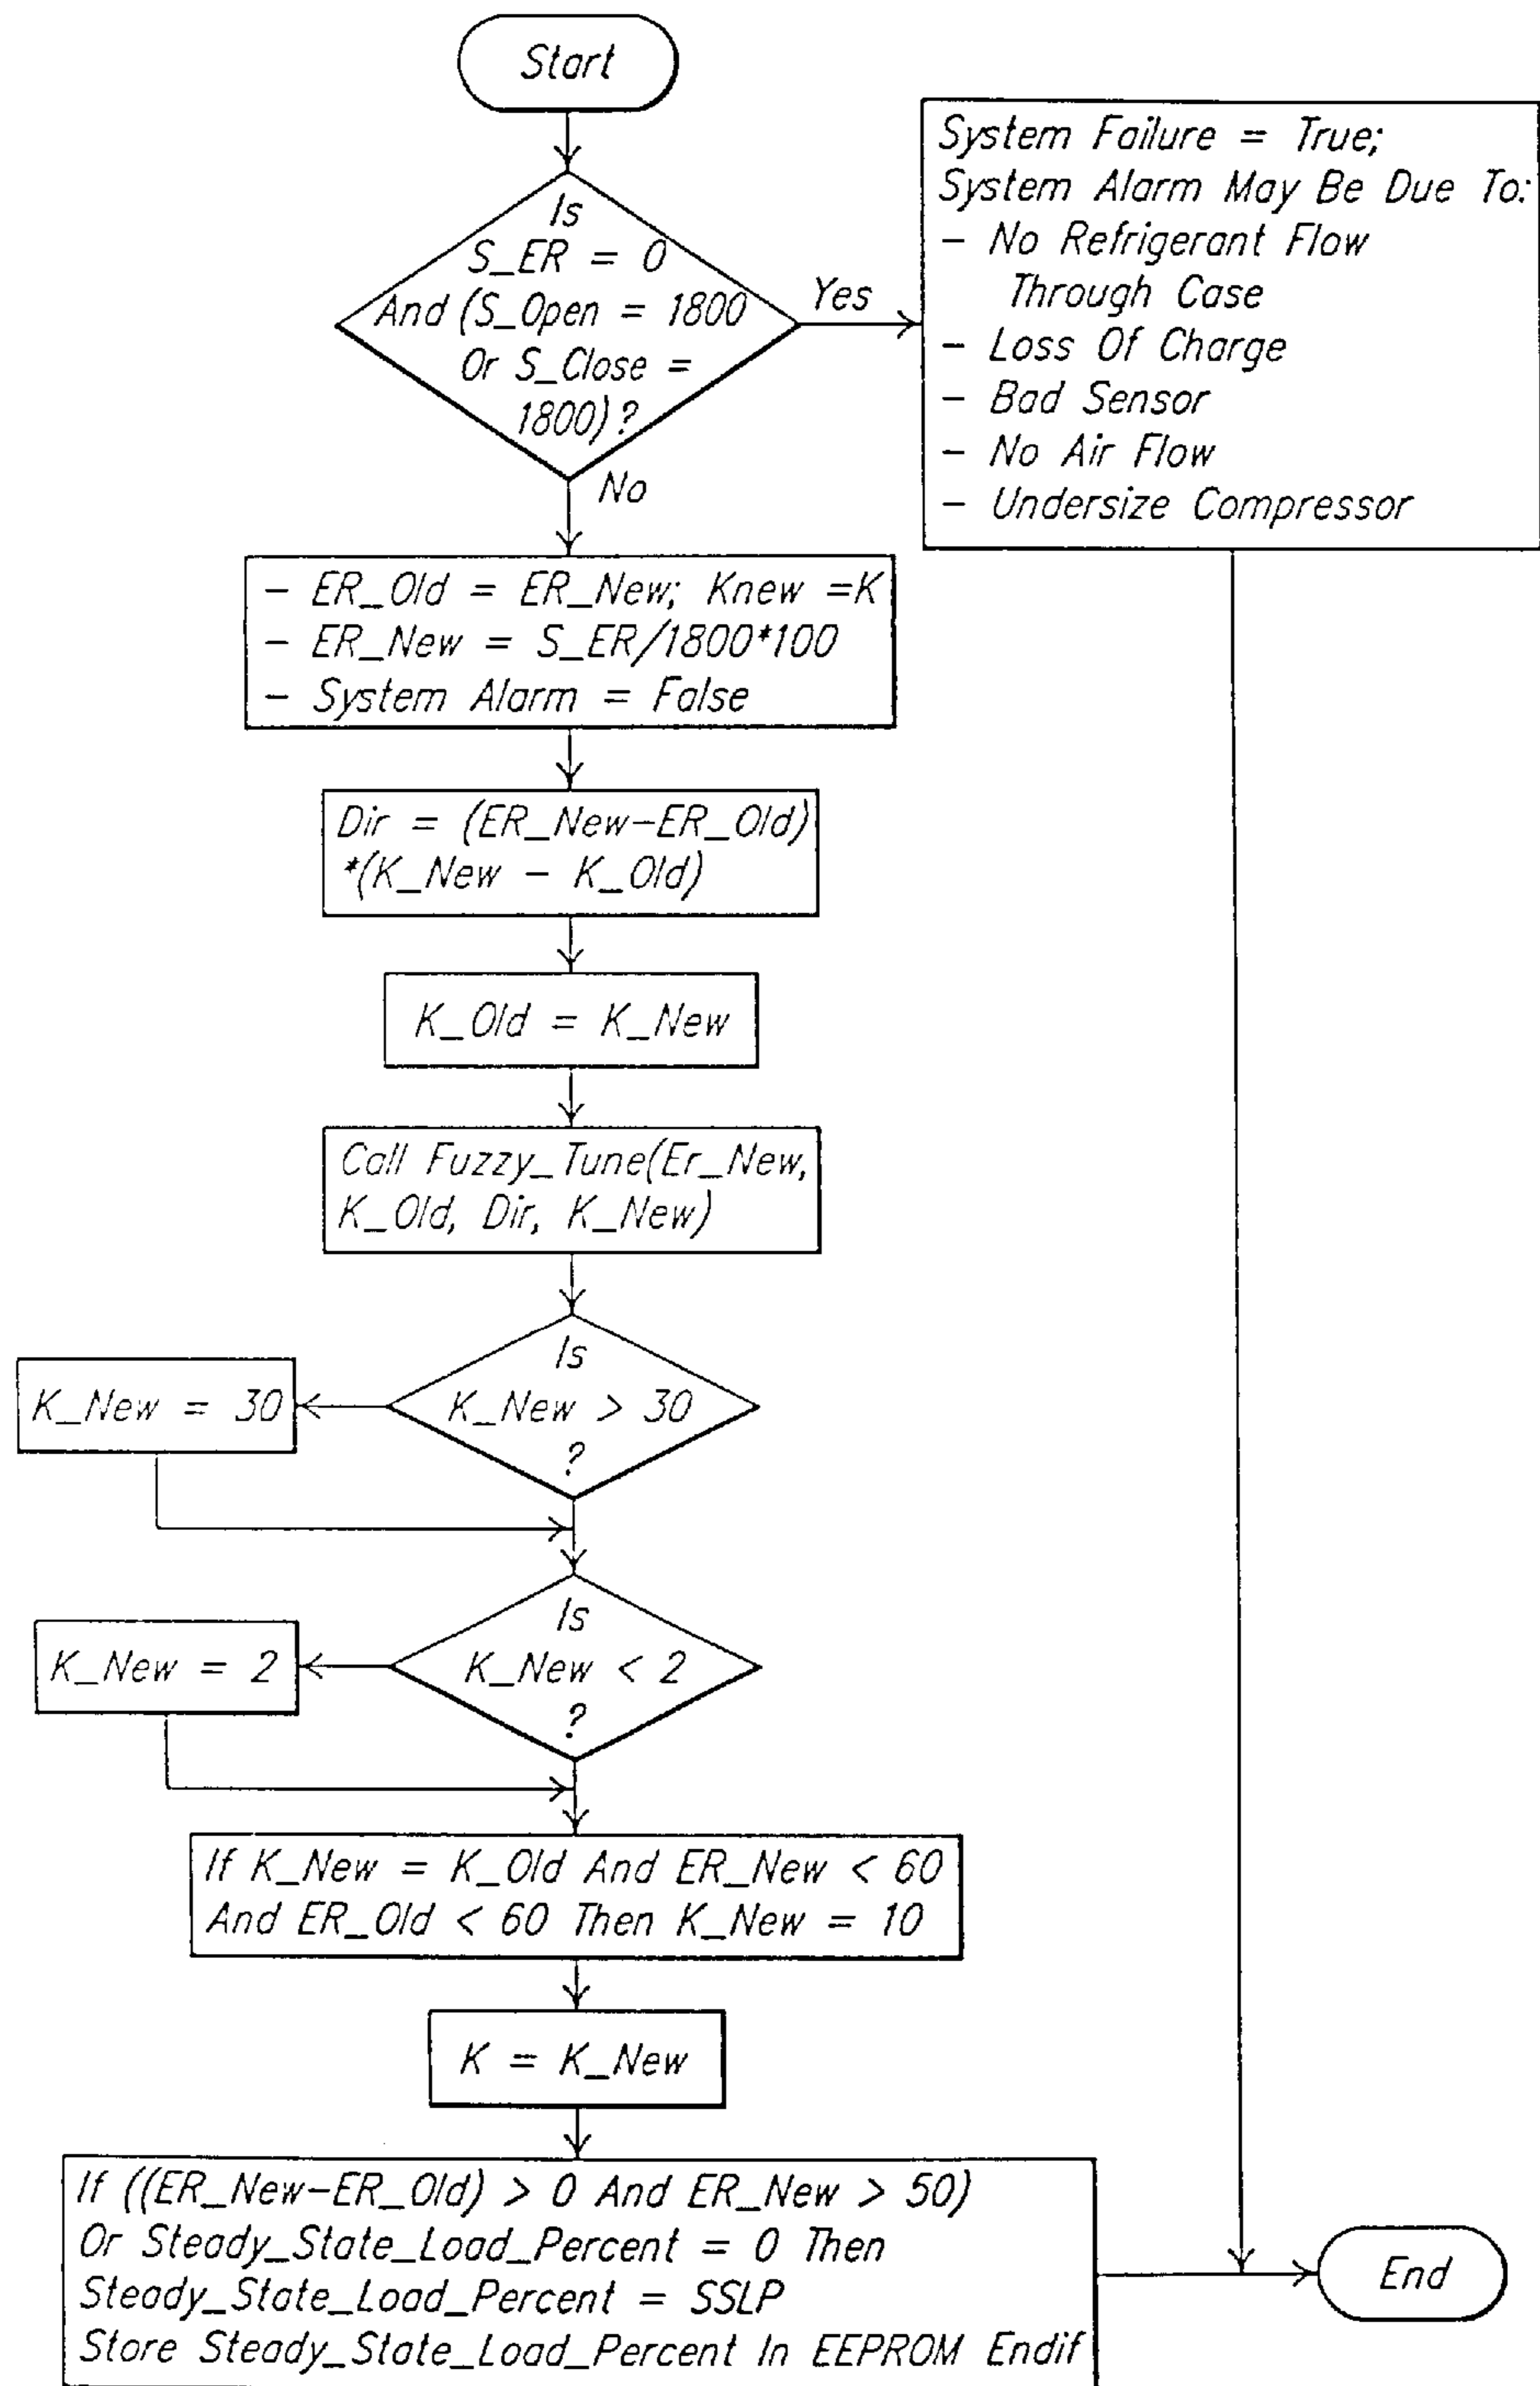 Start
Is
S_ER = 0
And (S_Open = 1800
Or S_Close =
1800)?
Yes
System Failure = True;
System Alarm May Be Due To:
- No Refrigerant Flow
Through Case
- Loss Of Charge
- Bad Sensor
- No Air Flow
- Undersize Compressor
No
- ER_Old = ER_New; Knew =K
- ER_New = S_ER/1800*100
- System Alarm = False
Dir = (ER_New-ER_Old)
*(K_New - K_Old)
K_Old = K_New
Call Fuzzy_Tune(Er_New,
K_Old, Dir, K_New)
Is
K_New > 30
?
K_New = 30
Is
K_New < 2
?
K_New = 2
If K_New = K_Old And ER_New < 60
And ER_Old < 60 Then K_New = 10
K = K_New
If ((ER_New-ER_Old) > 0 And ER_New > 50)
Or Steady_State_Load_Percent = 0 Then
Steady_State_Load_Percent = SSLP
Store Steady_State_Load_Percent In EEPROM Endif
End